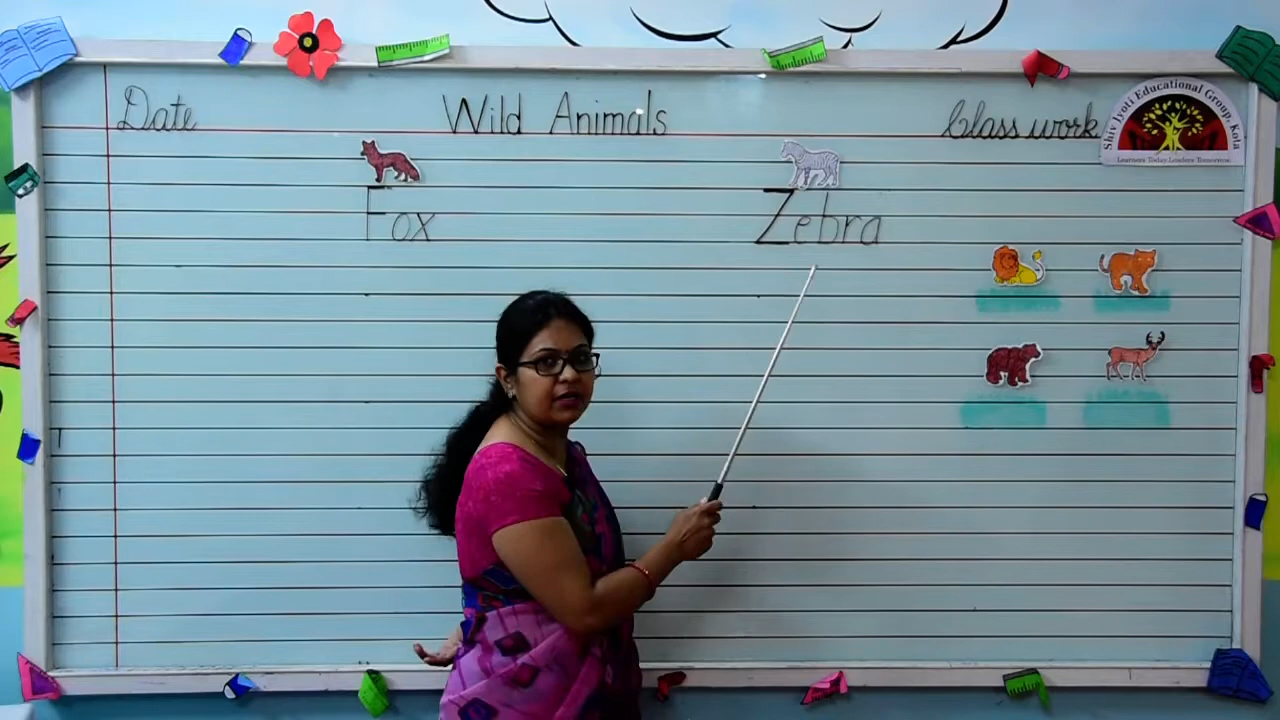 Date Wild Animals Class work
Shiv Jyoti Educational Group, Kota
Learners Today, Leaders Tomorrow
Fox Zebra